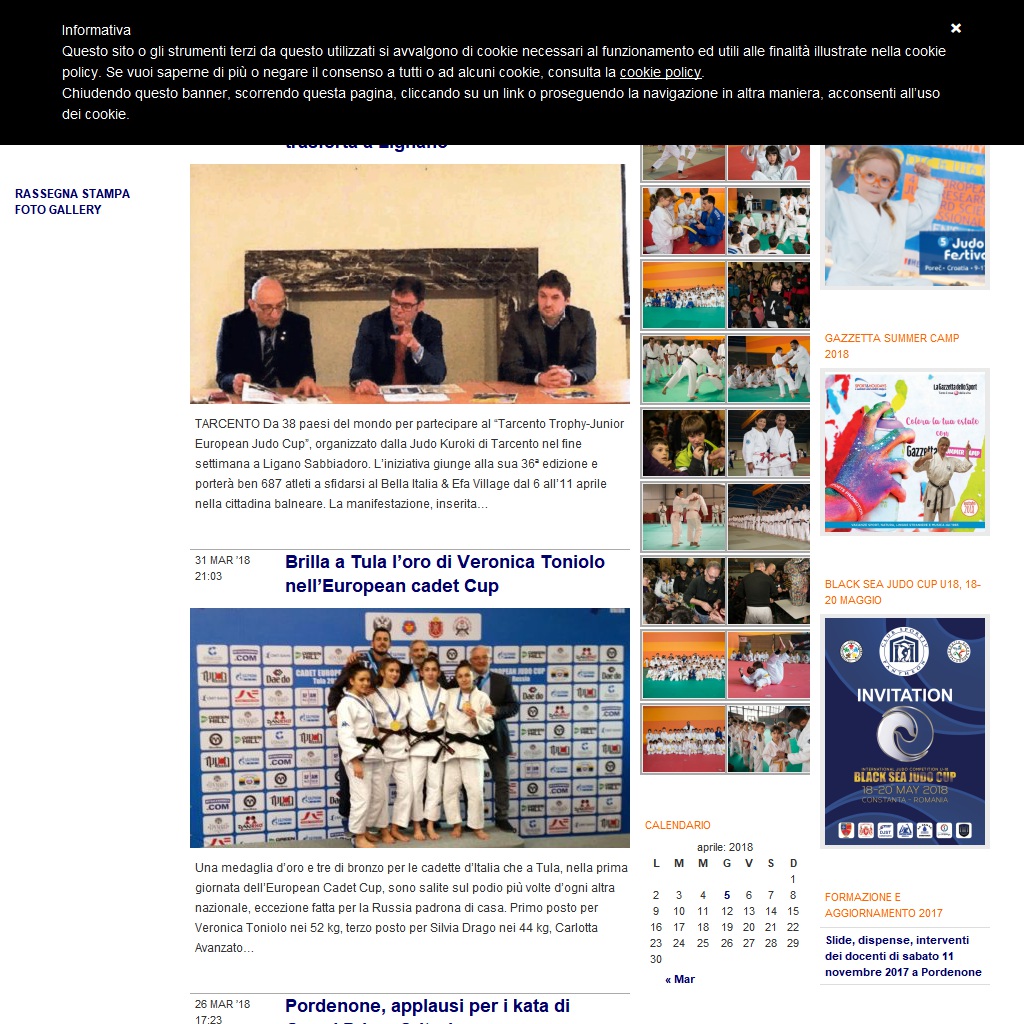 Informativa
Questo sito o gli strumenti terzi da questo utilizzati si avvalgono di cookie necessari al funzionamento ed utili alle finalità illustrate nella cookie
policy. Se vuoi saperne di più o negare il consenso a tutti o ad alcuni cookie, consulta la cookie policy.
Chiudendo questo banner, scorrendo questa pagina, cliccando su un link o proseguendo la navigazione in altra maniera, acconsenti all’uso
dei cookie.
RASSEGNA STAMPA
FOTO GALLERY
trasferta a Lignano
TARCENTO Da 38 paesi del mondo per partecipare al “Tarcento Trophy-Junior
European Judo Cup”, organizzato dalla Judo Kuroki di Tarcento nel fine
settimana a Ligano Sabbiadoro. L’iniziativa giunge alla sua 36ª edizione e
porterà ben 687 atleti a sfidarsi al Bella Italia & Efa Village dal 6 all’11 aprile
nella cittadina balneare. La manifestazione, inserita…
31 MAR ’18
21:03
Brilla a Tula l’oro di Veronica Toniolo
nell’European cadet Cup
CADET EUROPEAN
Una medaglia d’oro e tre di bronzo per le cadette d’Italia che a Tula, nella prima
giornata dell’European Cadet Cup, sono salite sul podio più volte d’ogni altra
nazionale, eccezione fatta per la Russia padrona di casa. Primo posto per
Veronica Toniolo nei 52 kg, terzo posto per Silvia Drago nei 44 kg, Carlotta
Avanzato…
26 MAR ’18
17:23
Pordenone, applausi per i kata di
CALENDARIO
aprile: 2018
L M M G V S D
1
2 3 4 5 6 7 8
9 10 11 12 13 14 15
16 17 18 19 20 21 22
23 24 25 26 27 28 29
30
« Mar
5 Judo
Festiva
Poreč - Croatia - 9-1
GAZZETTA SUMMER CAMP
2018
La Gazzetta dello Sport
Colora la tua estate
con
Gazzetta
SUMMER CAMP
BLACK SEA JUDO CUP U18, 18-
20 MAGGIO
INVITATION
INTERNATIONAL JUDO COMPETITION U-18
BLACK SEA JUDO CUP
18-20 MAY 2018
CONSTANTA - ROMANIA
FORMAZIONE E
AGGIORNAMENTO 2017
Slide, dispense, interventi
dei docenti di sabato 11
novembre 2017 a Pordenone